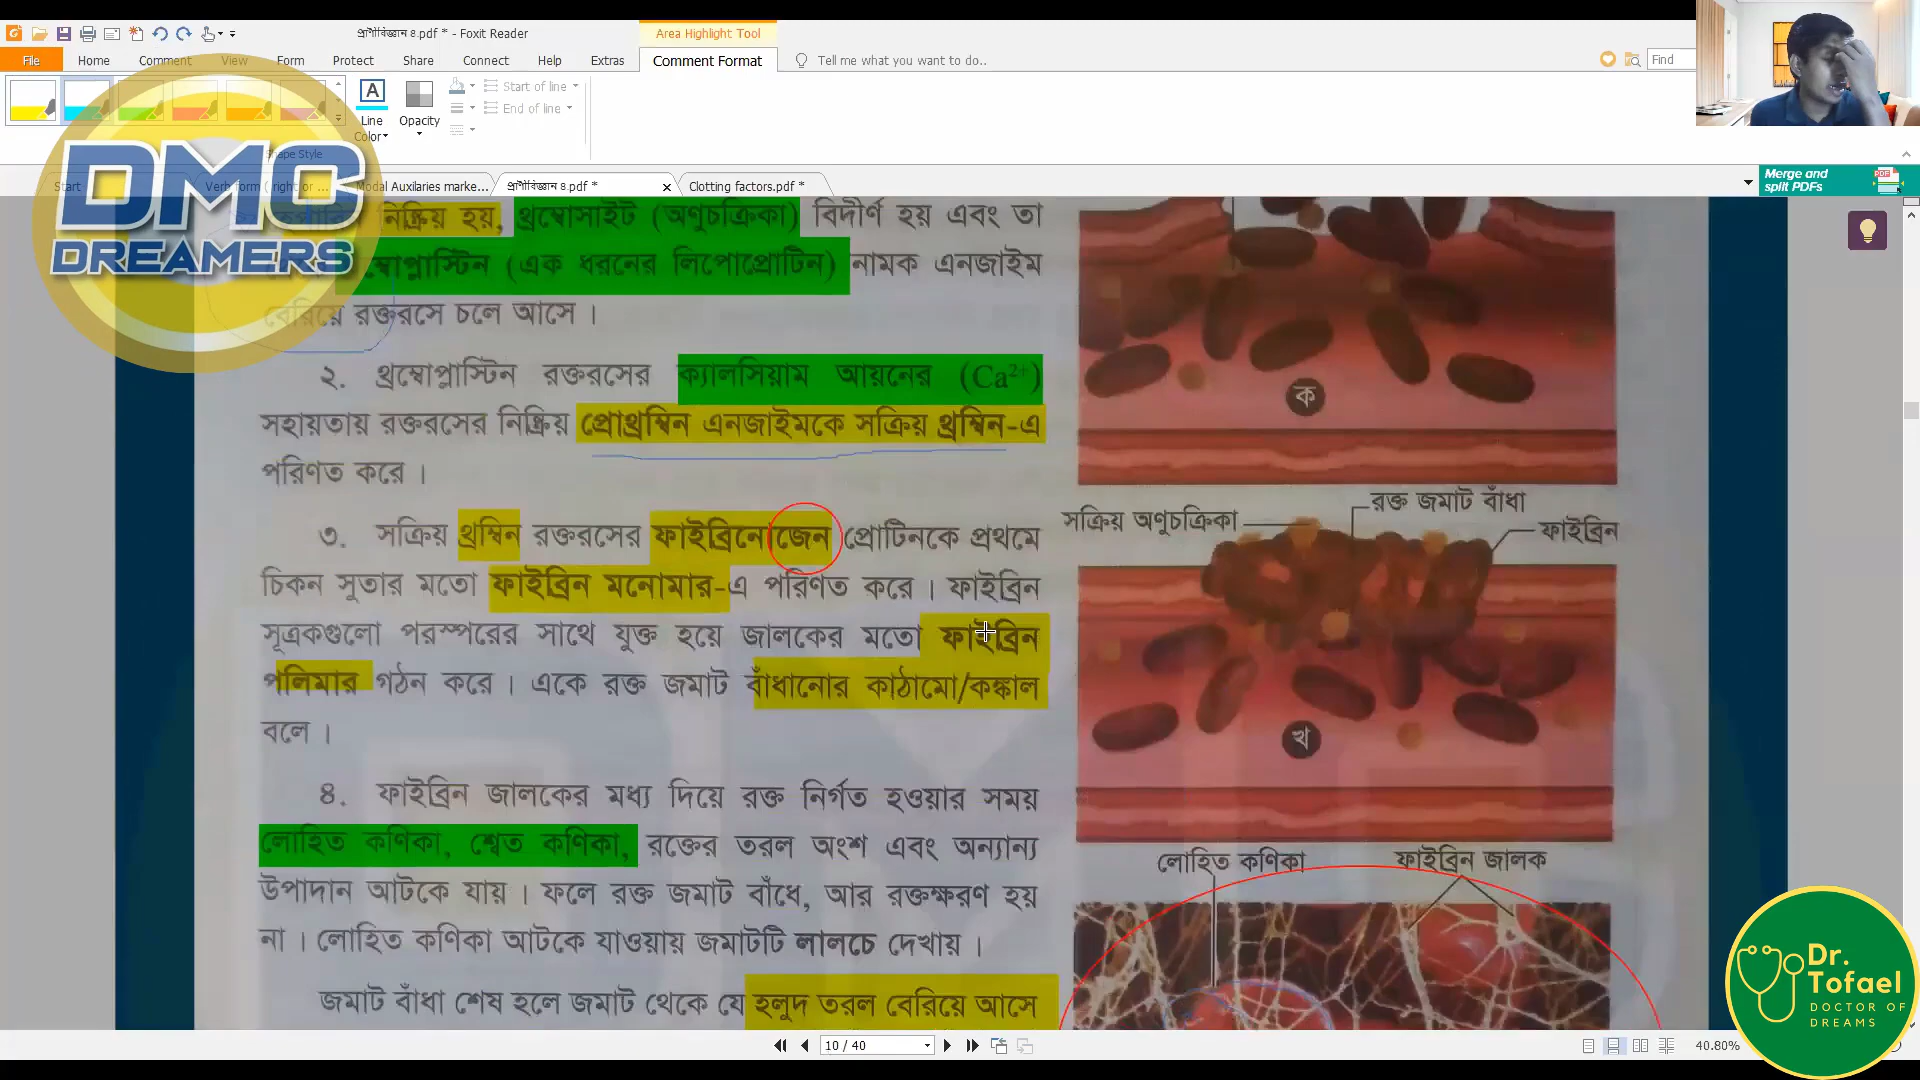 প্রাণীবিজ্ঞান ৪.pdf * - Foxit Reader
Area Highlight Tool
File
Home
Comment
View
Form
Protect
Share
Connect
Help
Extras
Comment Format
Tell me what you want to do..
Find
Line Color
Opacity
Start of line
End of line
Shape Style
Start
Verb form ( right or ...
Modal Auxilaries marke...
প্রাণীবিজ্ঞান ৪.pdf *
Clotting factors.pdf *
Merge and split PDFs
DMC
DREAMERS
নিষ্ক্রিয় হয়, থ্রম্বোসাইট (অণুচক্রিকা) বিদীর্ণ হয় এবং তা
থ্রম্বোপ্লাস্টিন (এক ধরনের লিপোপ্রোটিন) নামক এনজাইম
বেরিয়ে রক্তরসে চলে আসে ।
২. থ্রম্বোপ্লাস্টিন রক্তরসের ক্যালসিয়াম আয়নের (Ca²⁺)
সহায়তায় রক্তরসের নিষ্ক্রিয় প্রোথ্রম্বিন এনজাইমকে সক্রিয় থ্রম্বিন-এ
পরিণত করে ।
৩. সক্রিয় থ্রম্বিন রক্তরসের ফাইব্রিনোজেন প্রোটিনকে প্রথমে
চিকন সুতার মতো ফাইব্রিন মনোমার-এ পরিণত করে । ফাইব্রিন
সূত্রকগুলো পরস্পরের সাথে যুক্ত হয়ে জালকের মতো ফাইব্রিন
পলিমার গঠন করে । একে রক্ত জমাট বাঁধানোর কাঠামো/কঙ্কাল
বলে ।
৪. ফাইব্রিন জালকের মধ্য দিয়ে রক্ত নির্গত হওয়ার সময়
লোহিত কণিকা, শ্বেত কণিকা, রক্তের তরল অংশ এবং অন্যান্য
উপাদান আটকে যায় । ফলে রক্ত জমাট বাঁধে, আর রক্তক্ষরণ হয়
না । লোহিত কণিকা আটকে যাওয়ায় জমাটটি লালচে দেখায় ।
জমাট বাঁধা শেষ হলে জমাট থেকে যে হলুদ তরল বেরিয়ে আসে
ক
সক্রিয় অণুচক্রিকা
রক্ত জমাট বাঁধা
ফাইব্রিন
খ
লোহিত কণিকা
ফাইব্রিন জালক
Dr.
Tofael
DOCTOR OF
DREAMS
10 / 40
40.80%